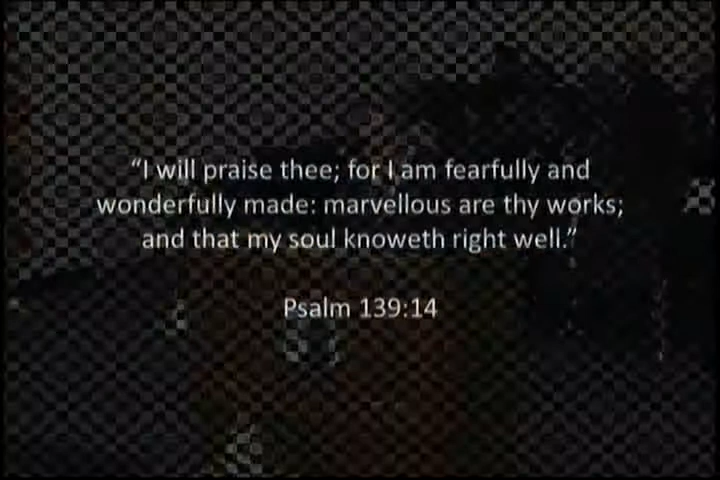 “I will praise thee; for I am fearfully and
wonderfully made: marvellous are thy works;
and that my soul knoweth right well.”
Psalm 139:14